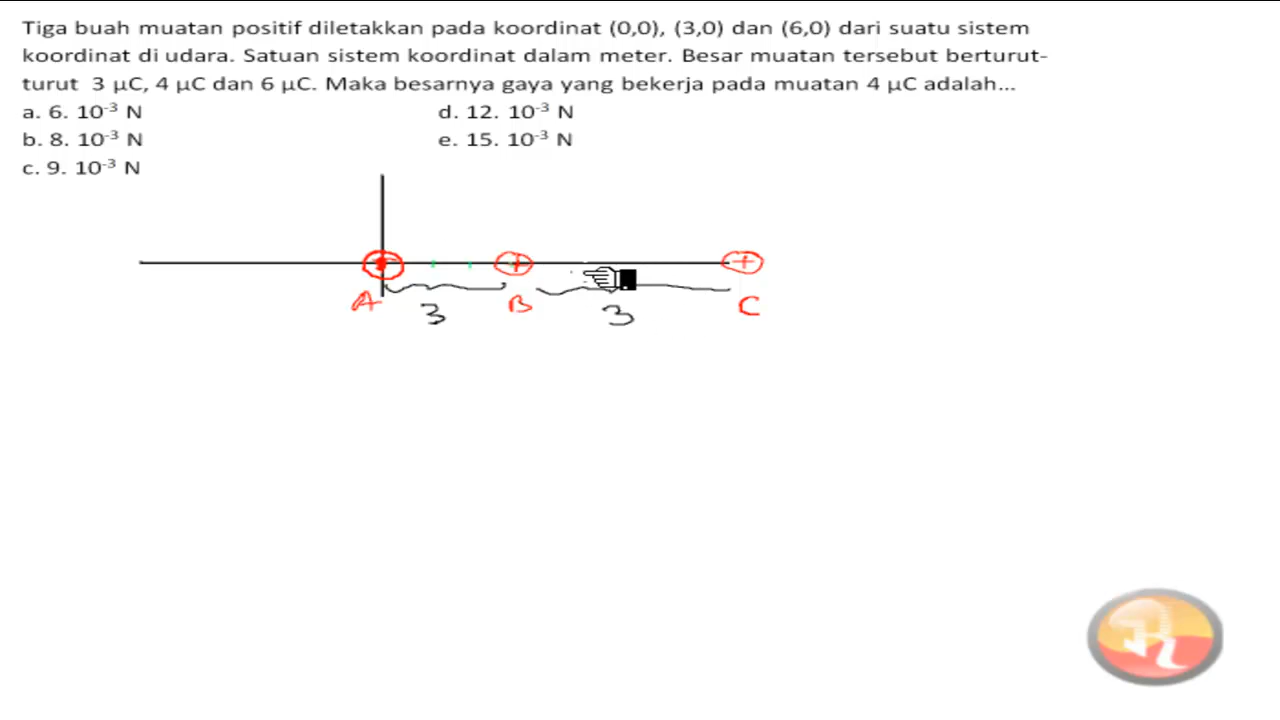 Tiga buah muatan positif diletakkan pada koordinat (0,0), (3,0) dan (6,0) dari suatu sistem
koordinat di udara. Satuan sistem koordinat dalam meter. Besar muatan tersebut berturut-
turut 3 µC, 4 µC dan 6 µC. Maka besarnya gaya yang bekerja pada muatan 4 µC adalah...
a. 6. 10⁻³ N d. 12. 10⁻³ N
b. 8. 10⁻³ N e. 15. 10⁻³ N
c. 9. 10⁻³ N
+ +
A B C
3 3